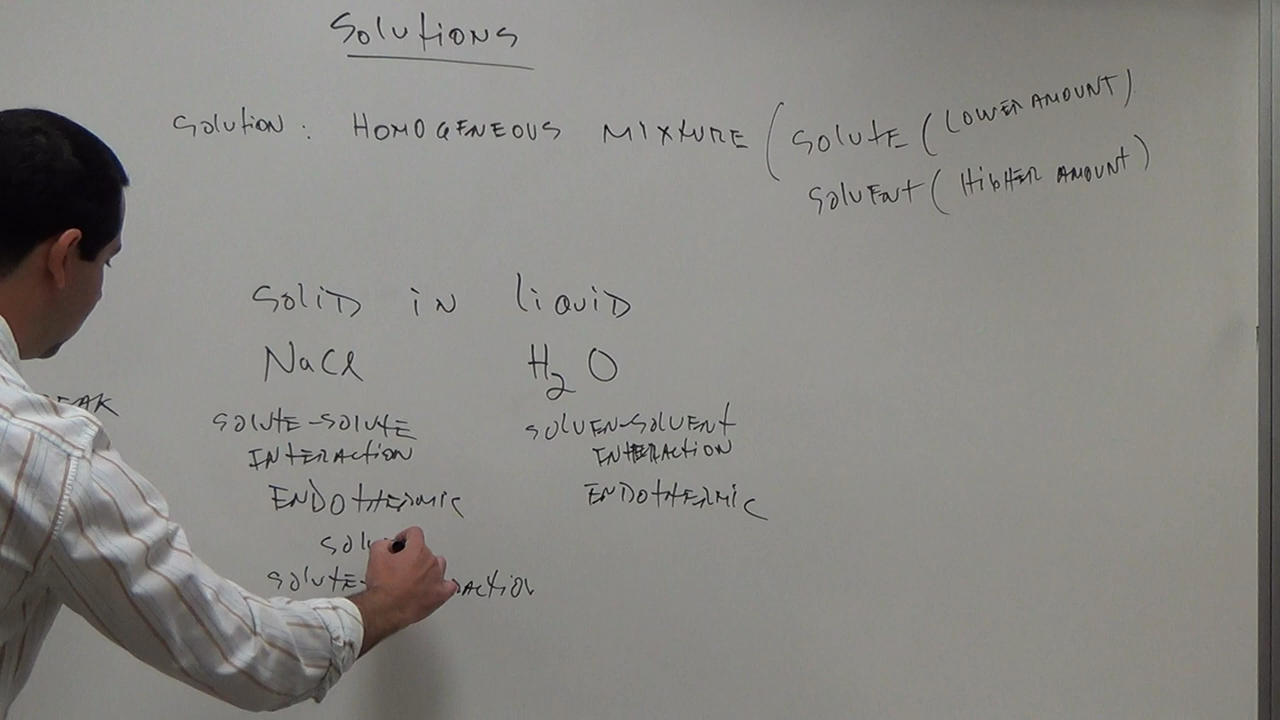 Solutions
Solution: HOMOGENEOUS MIXTURE ( SOLUTE (LOWER AMOUNT)
SOLVENT (HIGHER AMOUNT)
SOLID IN LIQUID
NaCl H2O
SOLUTE-SOLUTE SOLVEN-SOLVENT
INTERACTION INTERACTION
ENDOTHERMIC ENDOTHERMIC